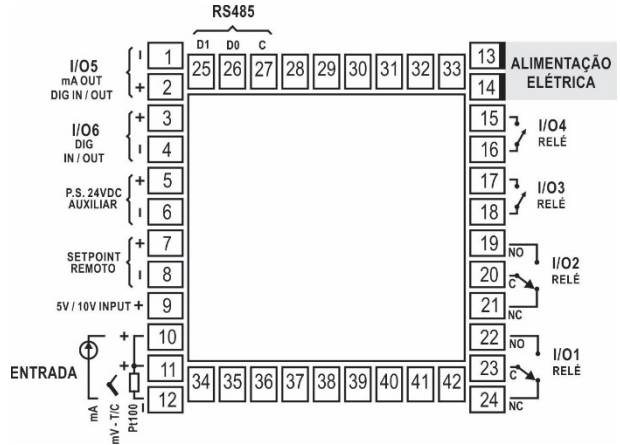 RS485
D1 D0 C
25 26 27 28 29 30 31 32 33
I/O5
mA OUT
DIG IN / OUT
- 1
+ 2
I/O6
DIG
IN / OUT
+ 3
- 4
P.S. 24VDC
AUXILIAR
+ 5
- 6
SETPOINT
REMOTO
+ 7
- 8
5V / 10V INPUT + 9
ENTRADA
+ 10
+ 11
- 12
mA
mV - T/C
Pt100
34 35 36 37 38 39 40 41 42
13
14
ALIMENTAÇÃO
ELÉTRICA
15
16
I/O4
RELÉ
17
18
I/O3
RELÉ
19 NO
20 C
21 NC
I/O2
RELÉ
22 NO
23 C
24 NC
I/O1
RELÉ